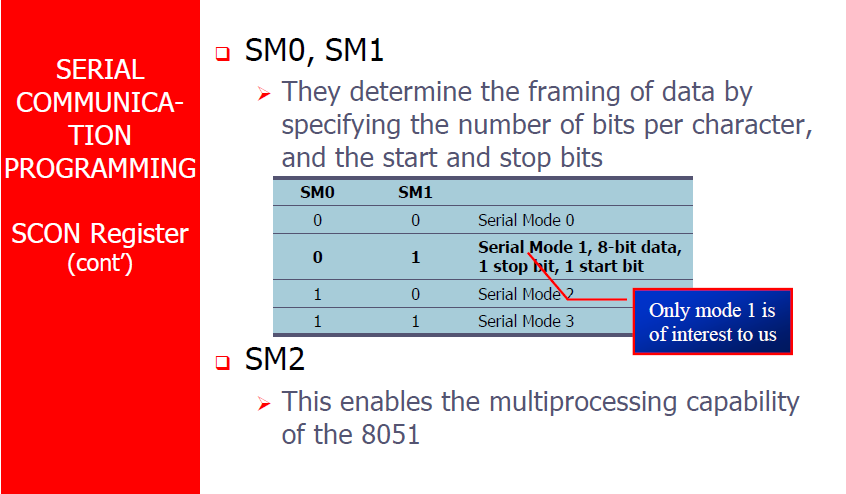 SERIAL
COMMUNICA-
TION
PROGRAMMING
SCON Register
(cont’)
❑ SM0, SM1
➢ They determine the framing of data by
specifying the number of bits per character,
and the start and stop bits
SM0 SM1
0 0 Serial Mode 0
0 1 Serial Mode 1, 8-bit data,
1 stop bit, 1 start bit
1 0 Serial Mode 2
1 1 Serial Mode 3
Only mode 1 is
of interest to us
❑ SM2
➢ This enables the multiprocessing capability
of the 8051